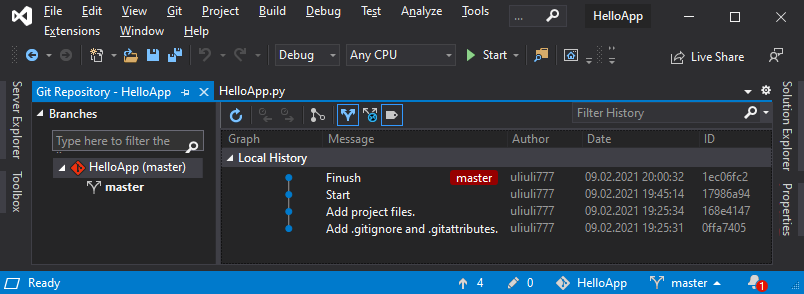 File Edit View Project Git Build Debug Test Analyze Tools ... HelloApp
Extensions Window Help
Debug Any CPU Start Live Share
Git Repository - HelloApp HelloApp.py
Server Explorer
Toolbox
Branches
Type here to filter the
HelloApp (master)
master
Filter History
Graph Message Author Date ID
Local History
Finush master uliuli777 09.02.2021 20:00:32 1ec06fc2
Start uliuli777 09.02.2021 19:45:14 17986a94
Add project files. uliuli777 09.02.2021 19:25:34 168e4147
Add .gitignore and .gitattributes. uliuli777 09.02.2021 19:25:31 0ffa7405
Solution Explorer
Properties
Ready 4 0 HelloApp master 1